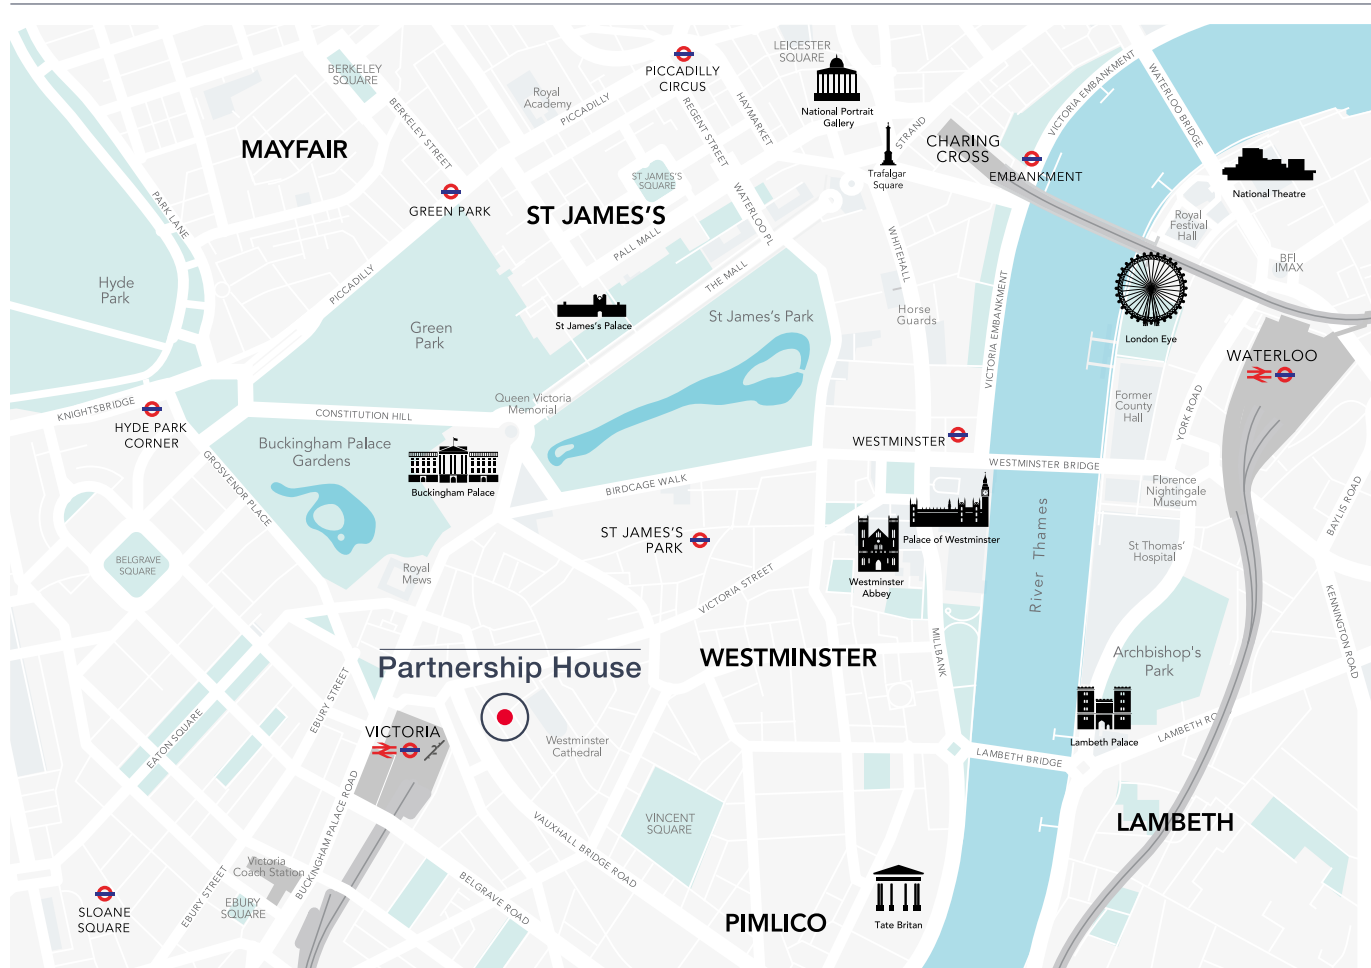 LEICESTER
SQUARE
BERKELEY
SQUARE
PICCADILLY
CIRCUS
Royal
Academy
PICCADILLY
BERKELEY STREET
REGENT STREET
HAYMARKET
National Portrait
Gallery
STRAND
VICTORIA EMBANKMENT
WATERLOO BRIDGE
MAYFAIR
CHARING
CROSS
EMBANKMENT
Trafalgar
Square
National Theatre
ST JAMES'S
SQUARE
PARK LANE
GREEN PARK
ST JAMES'S
WATERLOO PL
PALL MALL
WHITEHALL
Royal
Festival
Hall
BFI
IMAX
Hyde
Park
PICCADILLY
THE MALL
Green
Park
St James's Palace
St James's Park
Horse
Guards
VICTORIA EMBANKMENT
London Eye
WATERLOO
KNIGHTSBRIDGE
HYDE PARK
CORNER
CONSTITUTION HILL
Queen Victoria
Memorial
Former
County
Hall
YORK ROAD
Buckingham Palace
Gardens
GROSVENOR PLACE
Buckingham Palace
BIRDCAGE WALK
WESTMINSTER
WESTMINSTER BRIDGE
Florence
Nightingale
Museum
BAYLIS ROAD
ST JAMES'S
PARK
Palace of Westminster
River Thames
St Thomas'
Hospital
BELGRAVE
SQUARE
Royal
Mews
VICTORIA STREET
Westminster
Abbey
KENNINGTON ROAD
Partnership House
WESTMINSTER
MILLBANK
Archbishop's
Park
EBURY STREET
EATON SQUARE
VICTORIA
Westminster
Cathedral
LAMBETH BRIDGE
Lambeth Palace
LAMBETH RO
BUCKINGHAM PALACE ROAD
VINCENT
SQUARE
LAMBETH
VAUXHALL BRIDGE ROAD
Victoria
Coach Station
EBURY STREET
EBURY
SQUARE
BELGRAVE ROAD
SLOANE
SQUARE
PIMLICO
Tate Britan